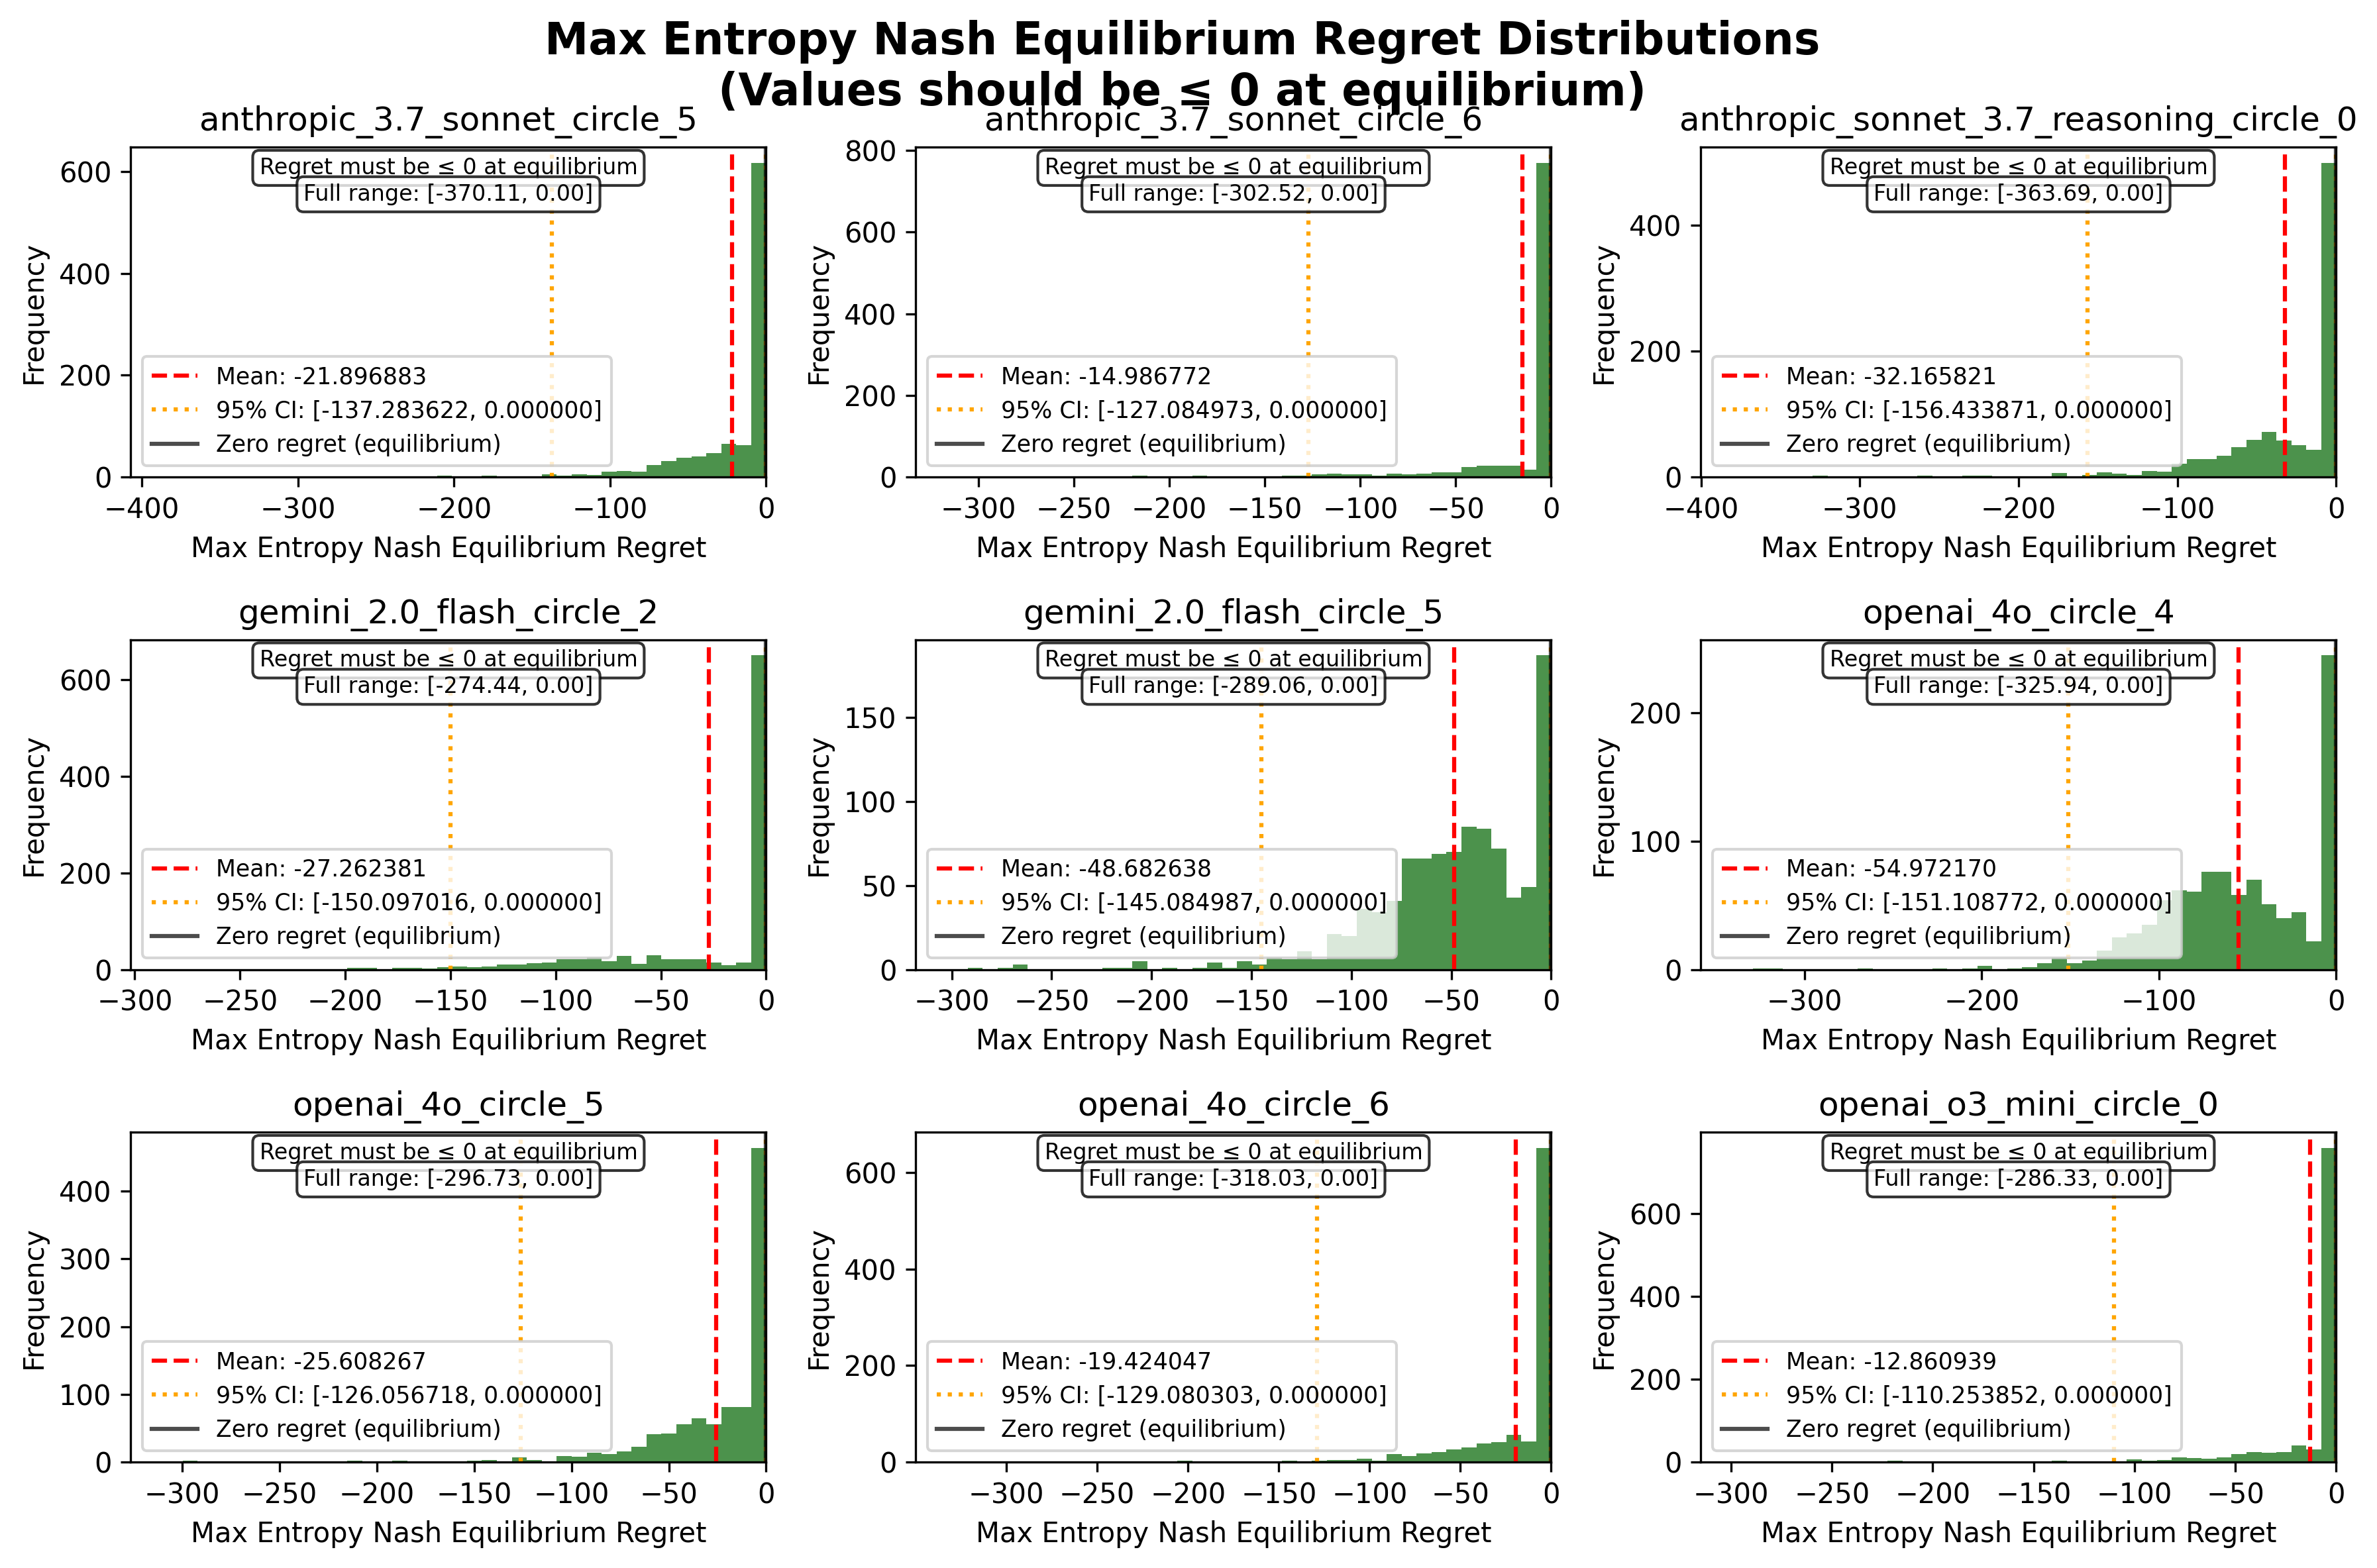 Max Entropy Nash Equilibrium Regret Distributions
(Values should be ≤ 0 at equilibrium)
anthropic_3.7_sonnet_circle_5
Regret must be ≤ 0 at equilibrium
Full range: [-370.11, 0.00]
Frequency
600
400
200
0
Mean: -21.896883
95% CI: [-137.283622, 0.000000]
Zero regret (equilibrium)
−400 −300 −200 −100 0
Max Entropy Nash Equilibrium Regret
anthropic_3.7_sonnet_circle_6
Regret must be ≤ 0 at equilibrium
Full range: [-302.52, 0.00]
Frequency
800
600
400
200
0
Mean: -14.986772
95% CI: [-127.084973, 0.000000]
Zero regret (equilibrium)
−300 −250 −200 −150 −100 −50 0
Max Entropy Nash Equilibrium Regret
anthropic_sonnet_3.7_reasoning_circle_0
Regret must be ≤ 0 at equilibrium
Full range: [-363.69, 0.00]
Frequency
400
200
0
Mean: -32.165821
95% CI: [-156.433871, 0.000000]
Zero regret (equilibrium)
−400 −300 −200 −100 0
Max Entropy Nash Equilibrium Regret
gemini_2.0_flash_circle_2
Regret must be ≤ 0 at equilibrium
Full range: [-274.44, 0.00]
Frequency
600
400
200
0
Mean: -27.262381
95% CI: [-150.097016, 0.000000]
Zero regret (equilibrium)
−300 −250 −200 −150 −100 −50 0
Max Entropy Nash Equilibrium Regret
gemini_2.0_flash_circle_5
Regret must be ≤ 0 at equilibrium
Full range: [-289.06, 0.00]
Frequency
150
100
50
0
Mean: -48.682638
95% CI: [-145.084987, 0.000000]
Zero regret (equilibrium)
−300 −250 −200 −150 −100 −50 0
Max Entropy Nash Equilibrium Regret
openai_4o_circle_4
Regret must be ≤ 0 at equilibrium
Full range: [-325.94, 0.00]
Frequency
200
100
0
Mean: -54.972170
95% CI: [-151.108772, 0.000000]
Zero regret (equilibrium)
−300 −200 −100 0
Max Entropy Nash Equilibrium Regret
openai_4o_circle_5
Regret must be ≤ 0 at equilibrium
Full range: [-296.73, 0.00]
Frequency
400
300
200
100
0
Mean: -25.608267
95% CI: [-126.056718, 0.000000]
Zero regret (equilibrium)
−300 −250 −200 −150 −100 −50 0
Max Entropy Nash Equilibrium Regret
openai_4o_circle_6
Regret must be ≤ 0 at equilibrium
Full range: [-318.03, 0.00]
Frequency
600
400
200
0
Mean: -19.424047
95% CI: [-129.080303, 0.000000]
Zero regret (equilibrium)
−300 −250 −200 −150 −100 −50 0
Max Entropy Nash Equilibrium Regret
openai_o3_mini_circle_0
Regret must be ≤ 0 at equilibrium
Full range: [-286.33, 0.00]
Frequency
600
400
200
0
Mean: -12.860939
95% CI: [-110.253852, 0.000000]
Zero regret (equilibrium)
−300 −250 −200 −150 −100 −50 0
Max Entropy Nash Equilibrium Regret